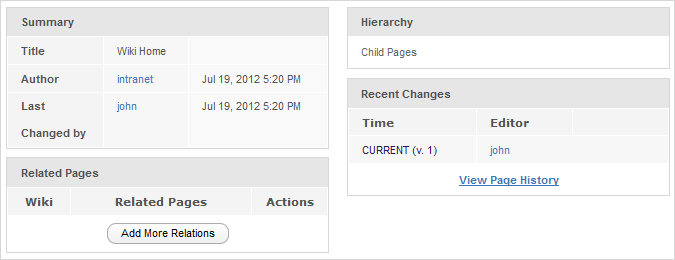 Summary
Title Wiki Home
Author intranet Jul 19, 2012 5:20 PM
Last john Jul 19, 2012 5:20 PM
Changed by
Related Pages
Wiki Related Pages Actions
Add More Relations
Hierarchy
Child Pages
Recent Changes
Time Editor
CURRENT (v. 1) john
View Page History